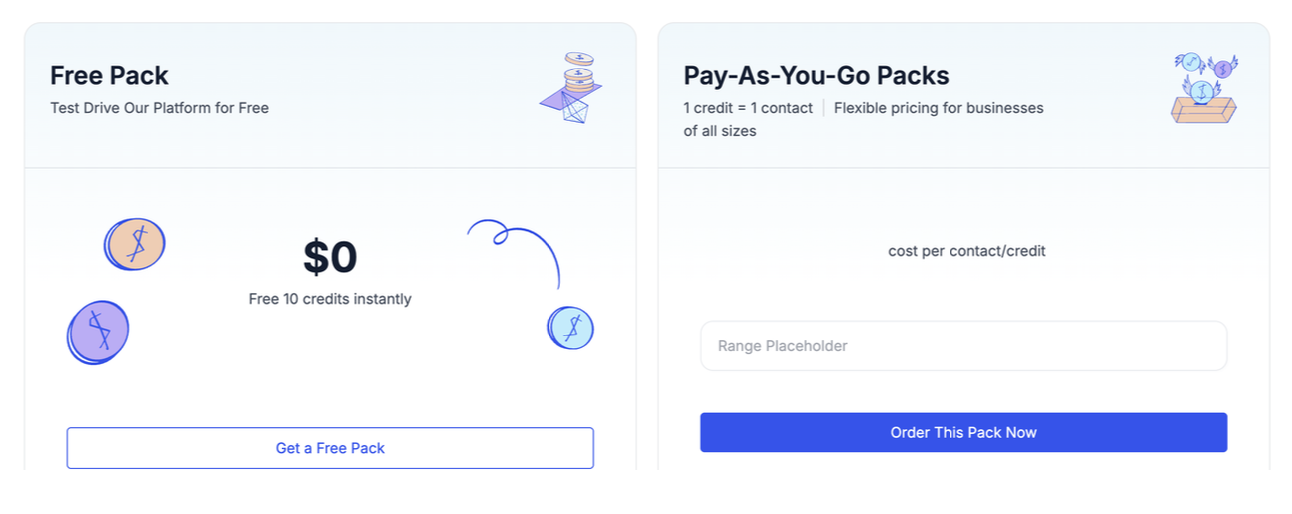 Free Pack
Test Drive Our Platform for Free
$0
Free 10 credits instantly
Get a Free Pack
Pay-As-You-Go Packs
1 credit = 1 contact | Flexible pricing for businesses
of all sizes
cost per contact/credit
Range Placeholder
Order This Pack Now